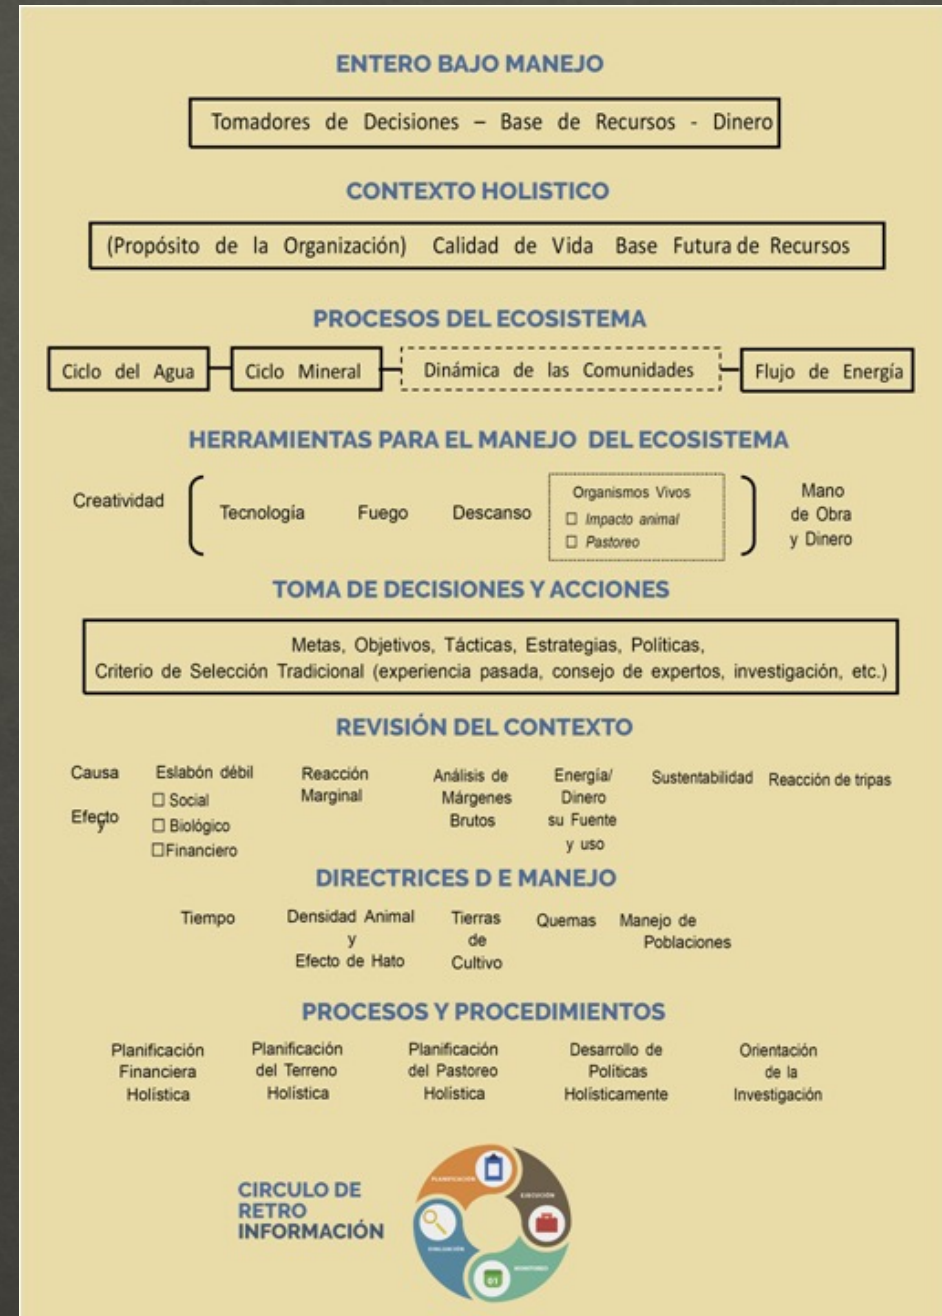 ENTERO BAJO MANEJO
Tomadores de Decisiones – Base de Recursos - Dinero
CONTEXTO HOLISTICO
(Propósito de la Organización) Calidad de Vida Base Futura de Recursos
PROCESOS DEL ECOSISTEMA
Ciclo del Agua
Ciclo Mineral
Dinámica de las Comunidades
Flujo de Energía
HERRAMIENTAS PARA EL MANEJO DEL ECOSISTEMA
Creatividad
Tecnología
Fuego
Descanso
Organismos Vivos
☐ Impacto animal
☐ Pastoreo
Mano
de Obra
y Dinero
TOMA DE DECISIONES Y ACCIONES
Metas, Objetivos, Tácticas, Estrategias, Políticas,
Criterio de Selección Tradicional (experiencia pasada, consejo de expertos, investigación, etc.)
REVISIÓN DEL CONTEXTO
Causa
y
Efecto
Eslabón débil
☐ Social
☐ Biológico
☐Financiero
Reacción
Marginal
Análisis de
Márgenes
Brutos
Energía/
Dinero
su Fuente
y uso
Sustentabilidad
Reacción de tripas
DIRECTRICES D E MANEJO
Tiempo
Densidad Animal
y
Efecto de Hato
Tierras
de
Cultivo
Quemas
Manejo de
Poblaciones
PROCESOS Y PROCEDIMIENTOS
Planificación
Financiera
Holística
Planificación
del Terreno
Holística
Planificación
del Pastoreo
Holística
Desarrollo de
Políticas
Holísticamente
Orientación
de la
Investigación
CIRCULO DE
RETRO
INFORMACIÓN
PLANIFICACIÓN
EJECUCIÓN
MONITOREO
01
EVALUACIÓN